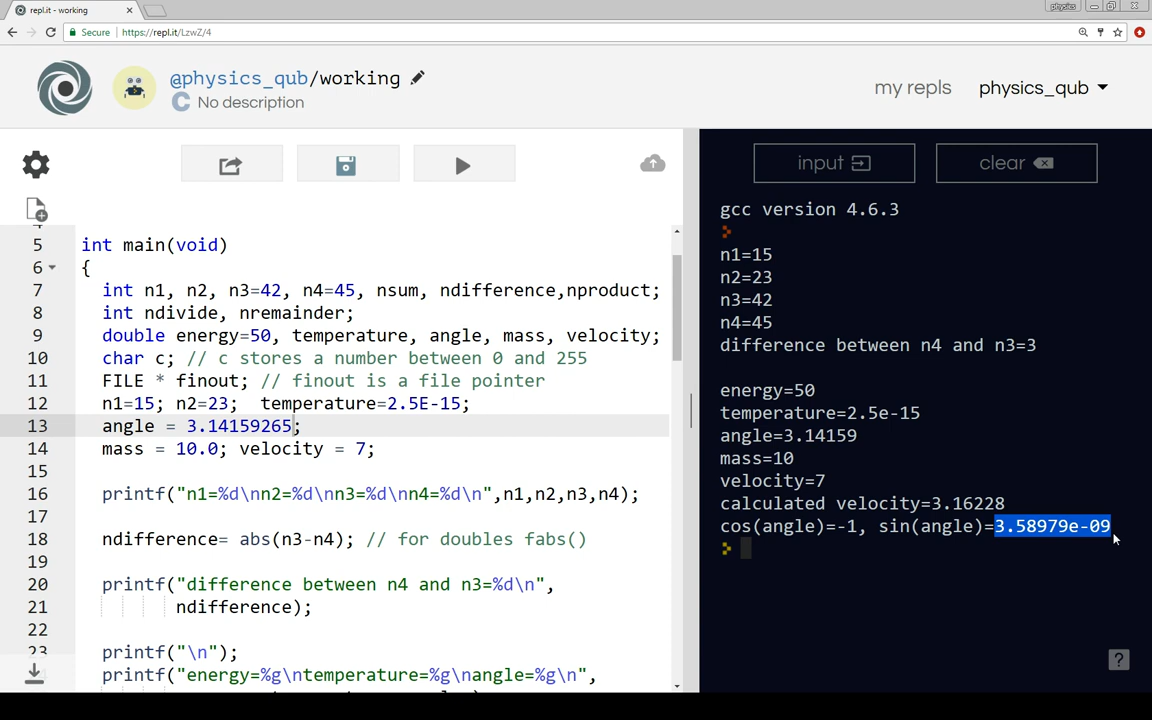 repl.it - working
physics
Secure https://repl.it/LzwZ/4
@physics_qub/working
C No description
my repls
physics_qub
input
clear
5 int main(void)
6 {
7 int n1, n2, n3=42, n4=45, nsum, ndifference,nproduct;
8 int ndivide, nremainder;
9 double energy=50, temperature, angle, mass, velocity;
10 char c; // c stores a number between 0 and 255
11 FILE * finout; // finout is a file pointer
12 n1=15; n2=23;  temperature=2.5E-15;
13 angle = 3.14159265;
14 mass = 10.0; velocity = 7;
15
16 printf("n1=%d\nn2=%d\nn3=%d\nn4=%d\n",n1,n2,n3,n4);
17
18 ndifference= abs(n3-n4); // for doubles fabs()
19
20 printf("difference between n4 and n3=%d\n",
21 ndifference);
22
23 printf("\n");
printf("energy=%g\ntemperature=%g\nangle=%g\n",
gcc version 4.6.3
n1=15
n2=23
n3=42
n4=45
difference between n4 and n3=3
energy=50
temperature=2.5e-15
angle=3.14159
mass=10
velocity=7
calculated velocity=3.16228
cos(angle)=-1, sin(angle)=3.58979e-09
?